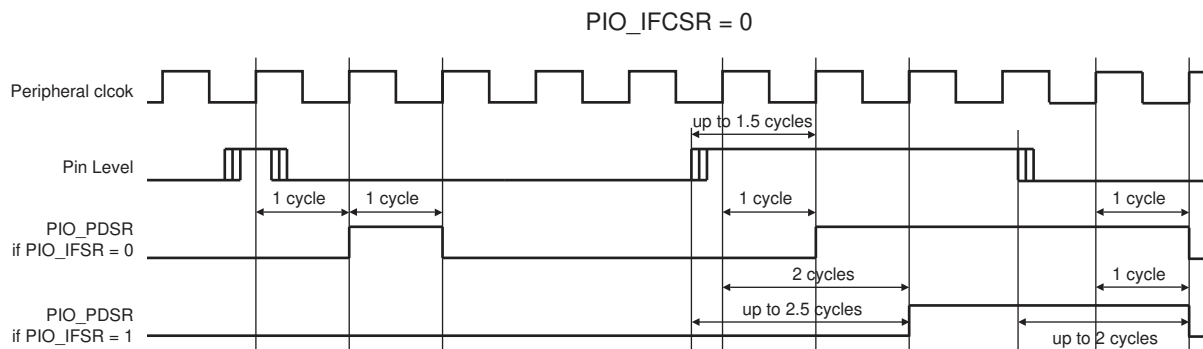 PIO_IFCSR = 0
Peripheral clcok
up to 1.5 cycles
Pin Level
1 cycle
1 cycle
1 cycle
1 cycle
PIO_PDSR
if PIO_IFSR = 0
2 cycles
1 cycle
PIO_PDSR
if PIO_IFSR = 1
up to 2.5 cycles
up to 2 cycles